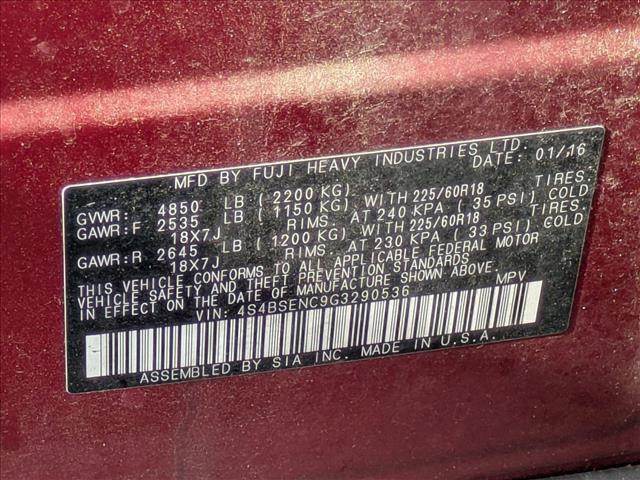 MFD BY FUJI HEAVY INDUSTRIES LTD.
DATE: 01/16
GVWR: 4850 LB (2200 KG)
GAWR:F 2535 LB (1150 KG) WITH 225/60R18 TIRES.
18X7J RIMS AT 240 KPA (35 PSI) COLD
GAWR:R 2645 LB (1200 KG) WITH 225/60R18 TIRES.
18X7J RIMS AT 230 KPA (33 PSI) COLD
THIS VEHICLE CONFORMS TO ALL APPLICABLE FEDERAL MOTOR
VEHICLE SAFETY AND THEFT PREVENTION STANDARDS
IN EFFECT ON THE DATE OF MANUFACTURE SHOWN ABOVE.
VIN: 4S4BSENC9G3290536 MPV
ASSEMBLED BY SIA INC. MADE IN U.S.A.